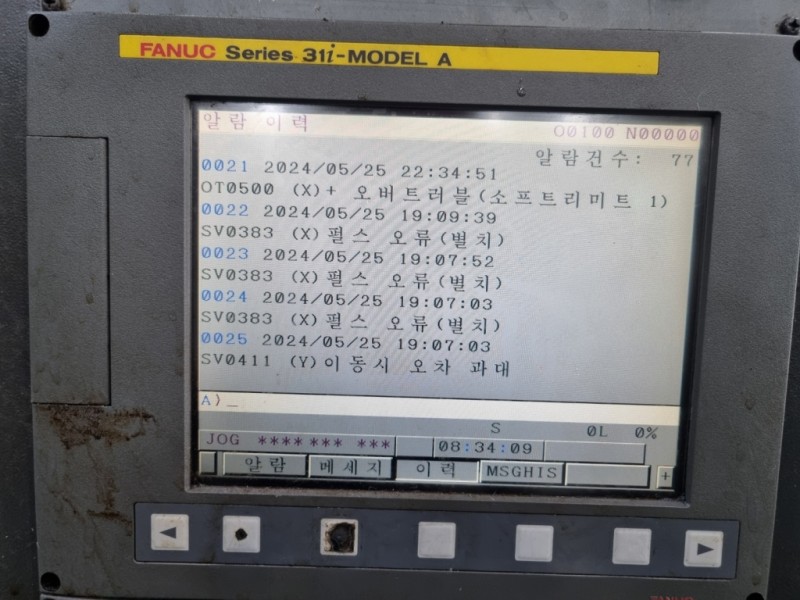 FANUC Series 31i-MODEL A
알람 이력 O0100 N00000
알람건수: 77
0021 2024/05/25 22:34:51
OT0500 (X)+ 오버트러블(소프트리미트 1)
0022 2024/05/25 19:09:39
SV0383 (X)펄스 오류(별치)
0023 2024/05/25 19:07:52
SV0383 (X)펄스 오류(별치)
0024 2024/05/25 19:07:03
SV0383 (X)펄스 오류(별치)
0025 2024/05/25 19:07:03
SV0411 (Y)이동시 오차 과대
A)_
S 0L 0%
JOG **** *** *** 08:34:09
알람 메세지 이력 MSGHIS +
FANUC